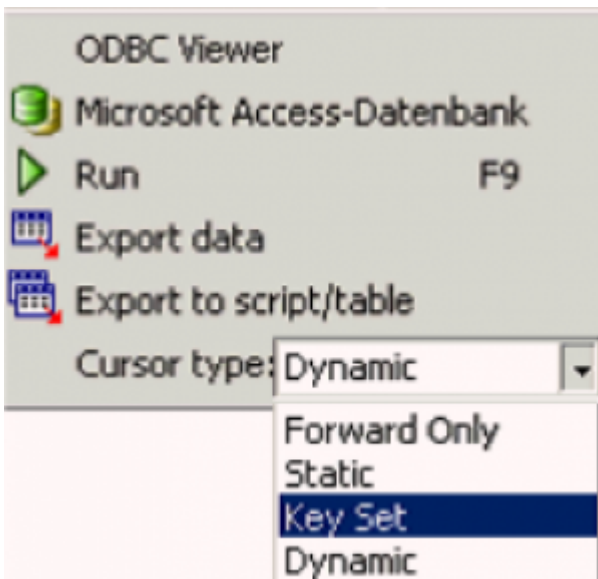 ODBC Viewer
Microsoft Access-Datenbank
Run F9
Export data
Export to script/table
Cursor type: Dynamic
Forward Only
Static
Key Set
Dynamic